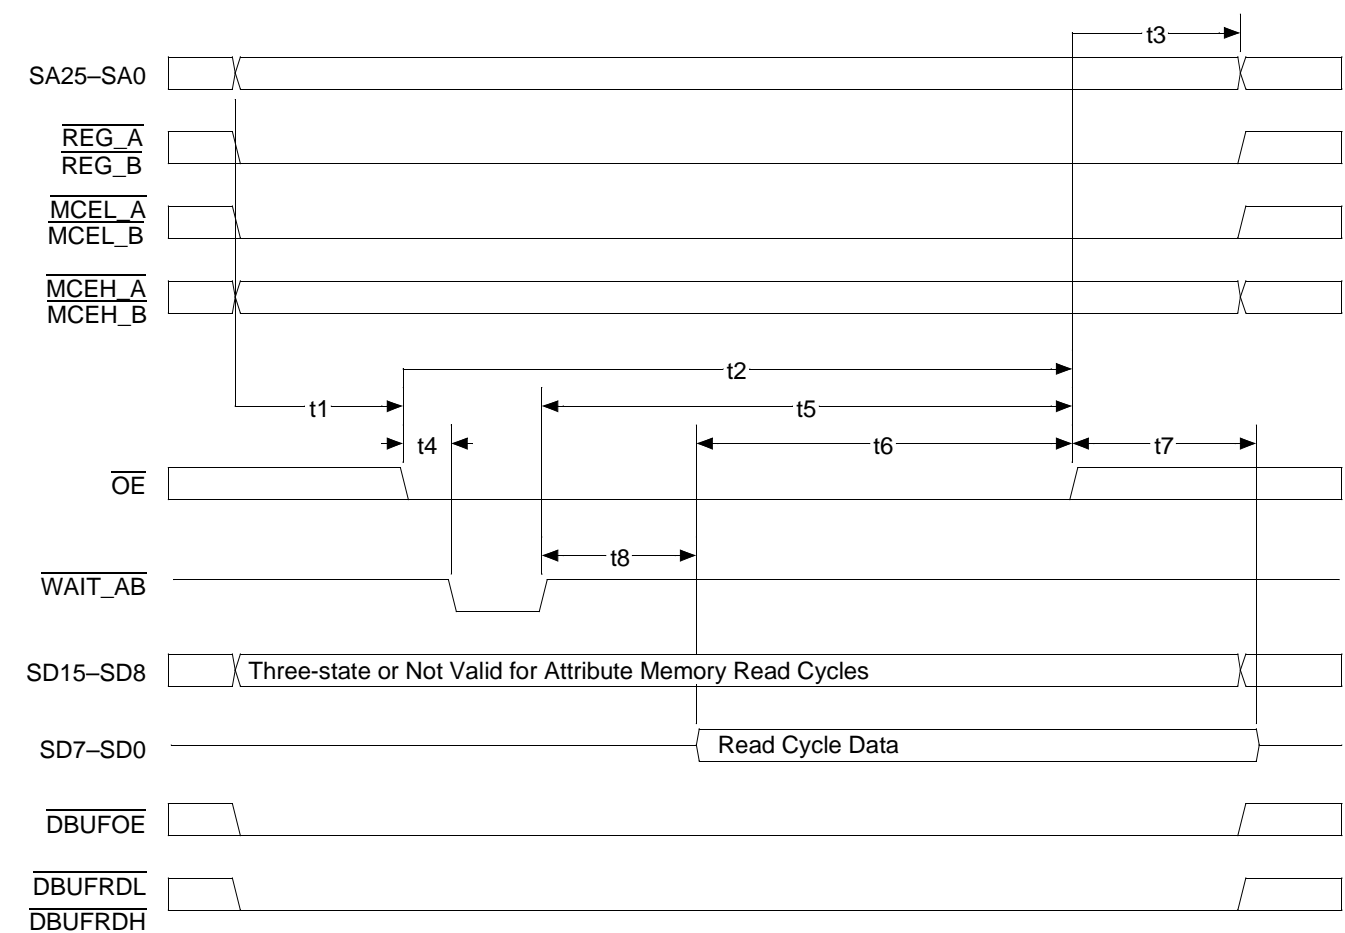 t3
SA25–SA0
REG_A
REG_B
MCEL_A
MCEL_B
MCEH_A
MCEH_B
t2
t1
t5
t4
t6
t7
OE
t8
WAIT_AB
SD15–SD8
Three-state or Not Valid for Attribute Memory Read Cycles
SD7–SD0
Read Cycle Data
DBUFOE
DBUFRDL
DBUFRDH